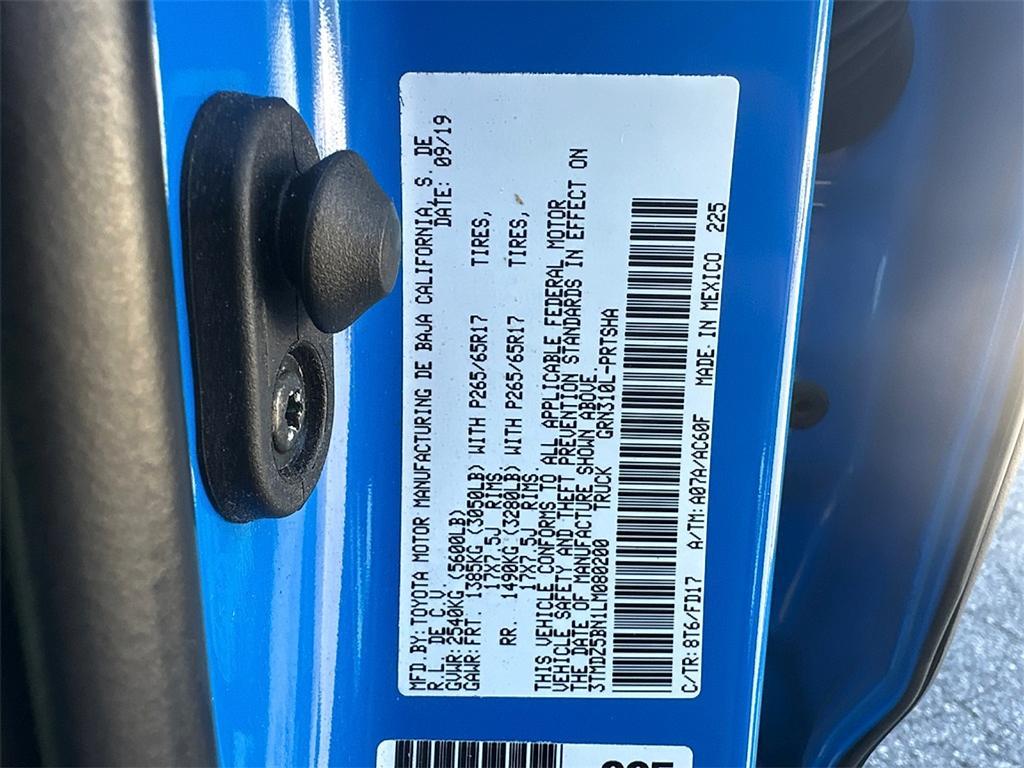 MFD.BY: TOYOTA MOTOR MANUFACTURING DE BAJA CALIFORNIA, S. DE
R.L. DE C.V. DATE: 09/19
GVWR: 2540KG (5600LB)
GAWR: FRT. 1385KG (3050LB) WITH P265/65R17 TIRES,
17X7.5J RIMS.
RR. 1490KG (3280LB) WITH P265/65R17 TIRES,
17X7.5J RIMS.
THIS VEHICLE CONFORMS TO ALL APPLICABLE FEDERAL MOTOR
VEHICLE SAFETY AND THEFT PREVENTION STANDARDS IN EFFECT ON
THE DATE OF MANUFACTURE SHOWN ABOVE.
3TMDZ5BN1LM080200 TRUCK GRN310L-PRTSHA
C/TR: 8T6/FD17 A/TM: A07A/AC60F MADE IN MEXICO 225